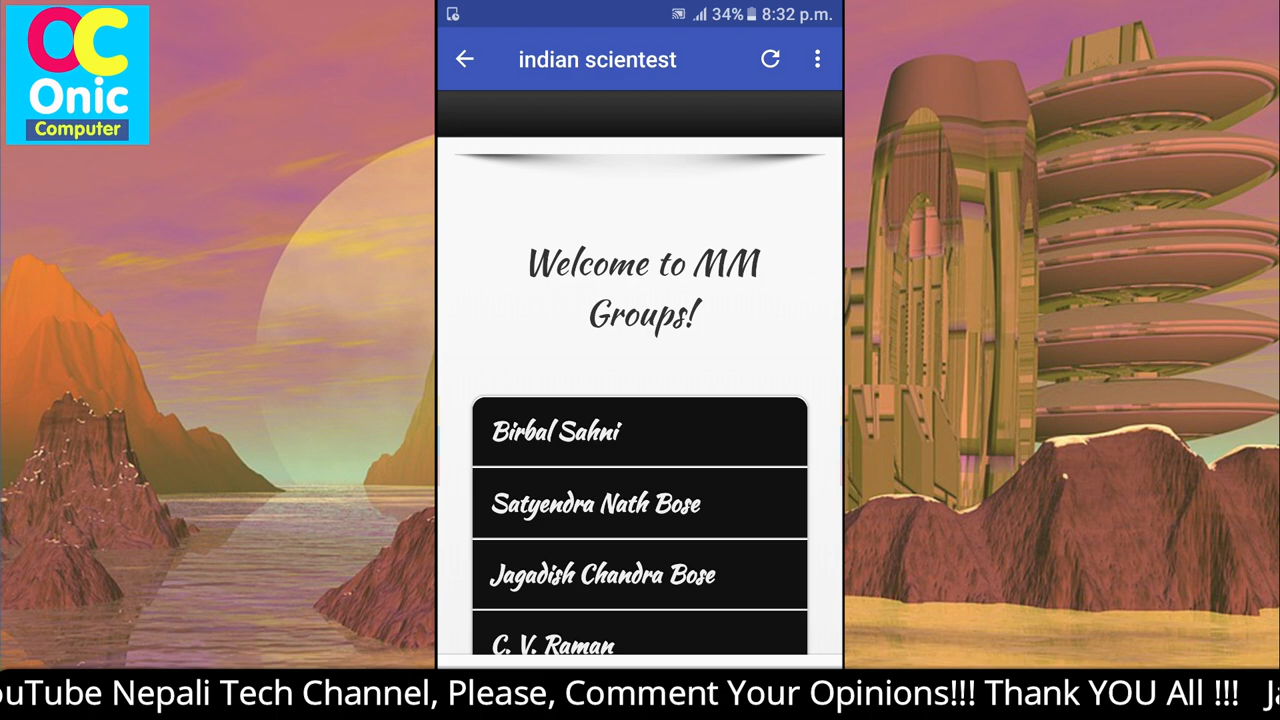 OC
Onic
Computer
34% 8:32 p.m.
indian scientest
Welcome to MM
Groups!
Birbal Sahni
Satyendra Nath Bose
Jagadish Chandra Bose
C. V. Raman
ouTube Nepali Tech Channel, Please, Comment Your Opinions!!! Thank YOU All !!!